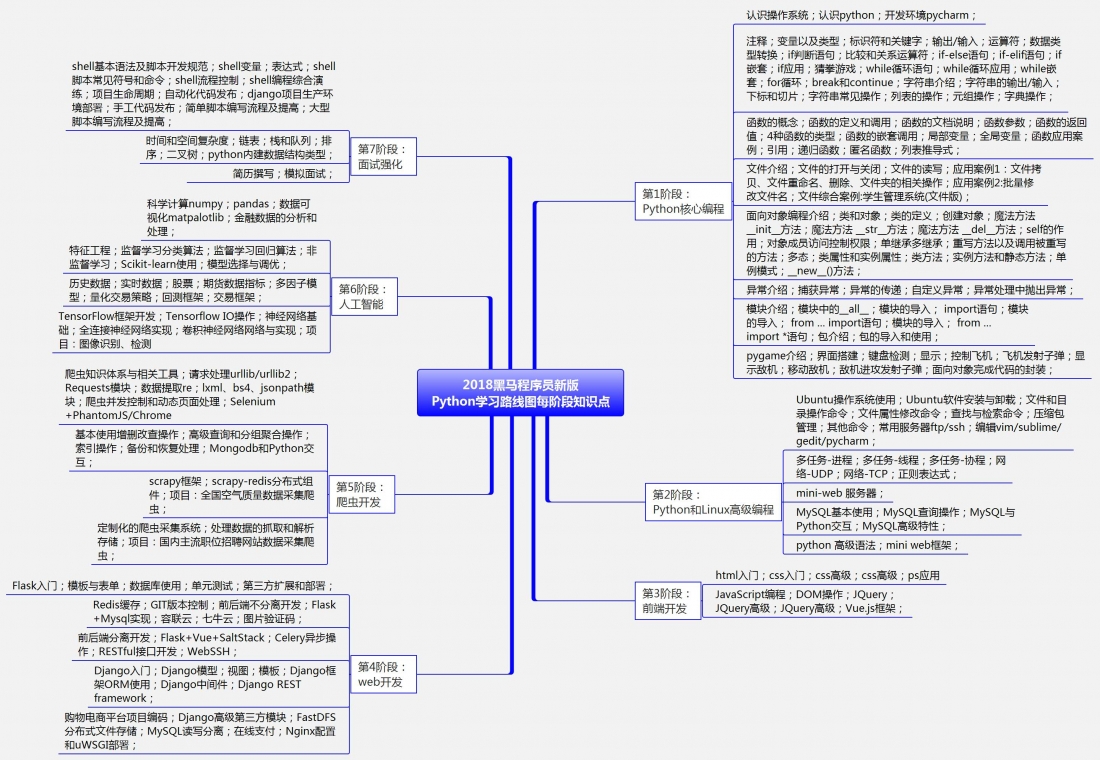 2018黑马程序员新版
Python学习路线图每阶段知识点
第1阶段：
Python核心编程
认识操作系统；认识python；开发环境pycharm；
注释；变量以及类型；标识符和关键字；输出/输入；运算符；数据类
型转换；if判断语句；比较和关系运算符；if-else语句；if-elif语句；if
嵌套；if应用；猜拳游戏；while循环语句；while循环应用；while嵌
套；for循环；break和continue；字符串介绍；字符串的输出/输入；
下标和切片；字符串常见操作；列表的操作；元组操作；字典操作；
函数的概念；函数的定义和调用；函数的文档说明；函数参数；函数的返回
值；4种函数的类型；函数的嵌套调用；局部变量；全局变量；函数应用案
例；引用；递归函数；匿名函数；列表推导式；
文件介绍；文件的打开与关闭；文件的读写；应用案例1：文件拷
贝、文件重命名、删除、文件夹的相关操作；应用案例2:批量修
改文件名；文件综合案例:学生管理系统(文件版)；
面向对象编程介绍；类和对象；类的定义；创建对象；魔法方法
__init__方法；魔法方法 __str__方法；魔法方法 __del__方法；self的作
用；对象成员访问控制权限；单继承多继承；重写方法以及调用被重写
的方法；多态；类属性和实例属性；类方法；实例方法和静态方法；单
例模式；__new__()方法；
异常介绍；捕获异常；异常的传递；自定义异常；异常处理中抛出异常；
模块介绍；模块中的__all__；模块的导入； import语句；模块
的导入； from ... import语句；模块的导入； from ...
import *语句；包介绍；包的导入和使用；
pygame介绍；界面搭建；键盘检测；显示；控制飞机；飞机发射子弹；显
示敌机；移动敌机；敌机进攻发射子弹；面向对象完成代码的封装；
第2阶段：
Python和Linux高级编程
Ubuntu操作系统使用；Ubuntu软件安装与卸载；文件和目
录操作命令；文件属性修改命令；查找与检索命令；压缩包
管理；其他命令；常用服务器ftp/ssh；编辑vim/sublime/
gedit/pycharm；
多任务-进程；多任务-线程；多任务-协程；网
络-UDP；网络-TCP；正则表达式；
mini-web 服务器；
MySQL基本使用；MySQL查询操作；MySQL与
Python交互；MySQL高级特性；
python 高级语法；mini web框架；
第3阶段：
前端开发
html入门；css入门；css高级；css高级；ps应用
JavaScript编程；DOM操作；JQuery；
JQuery高级；JQuery高级；Vue.js框架；
第4阶段：
web开发
Flask入门；模板与表单；数据库使用；单元测试；第三方扩展和部署；
Redis缓存；GIT版本控制；前后端不分离开发；Flask
+Mysql实现；容联云；七牛云；图片验证码；
前后端分离开发；Flask+Vue+SaltStack；Celery异步操
作；RESTful接口开发；WebSSH；
Django入门；Django模型；视图；模板；Django框
架ORM使用；Django中间件；Django REST
framework；
购物电商平台项目编码；Django高级第三方模块；FastDFS
分布式文件存储；MySQL读写分离；在线支付；Nginx配置
和uWSGI部署；
第5阶段：
爬虫开发
爬虫知识体系与相关工具；请求处理urllib/urllib2；
Requests模块；数据提取re；lxml、bs4、jsonpath模
块；爬虫并发控制和动态页面处理；Selenium
+PhantomJS/Chrome
基本使用增删改查操作；高级查询和分组聚合操作；
索引操作；备份和恢复处理；Mongodb和Python交
互；
scrapy框架；scrapy-redis分布式组
件；项目：全国空气质量数据采集爬
虫；
定制化的爬虫采集系统；处理数据的抓取和解析
存储；项目：国内主流职位招聘网站数据采集爬
虫；
第6阶段：
人工智能
科学计算numpy；pandas；数据可
视化matpalotlib；金融数据的分析和
处理；
特征工程；监督学习分类算法；监督学习回归算法；非
监督学习；Scikit-learn使用；模型选择与调优；
历史数据；实时数据；股票；期货数据指标；多因子模
型；量化交易策略；回测框架；交易框架；
TensorFlow框架开发；Tensorflow IO操作；神经网络基
础；全连接神经网络实现；卷积神经网络网络与实现；项
目：图像识别、检测
第7阶段：
面试强化
shell基本语法及脚本开发规范；shell变量；表达式；shell
脚本常见符号和命令；shell流程控制；shell编程综合演
练；项目生命周期；自动化代码发布；django项目生产环
境部署；手工代码发布；简单脚本编写流程及提高；大型
脚本编写流程及提高；
时间和空间复杂度；链表；栈和队列；排
序；二叉树；python内建数据结构类型；
简历撰写；模拟面试；